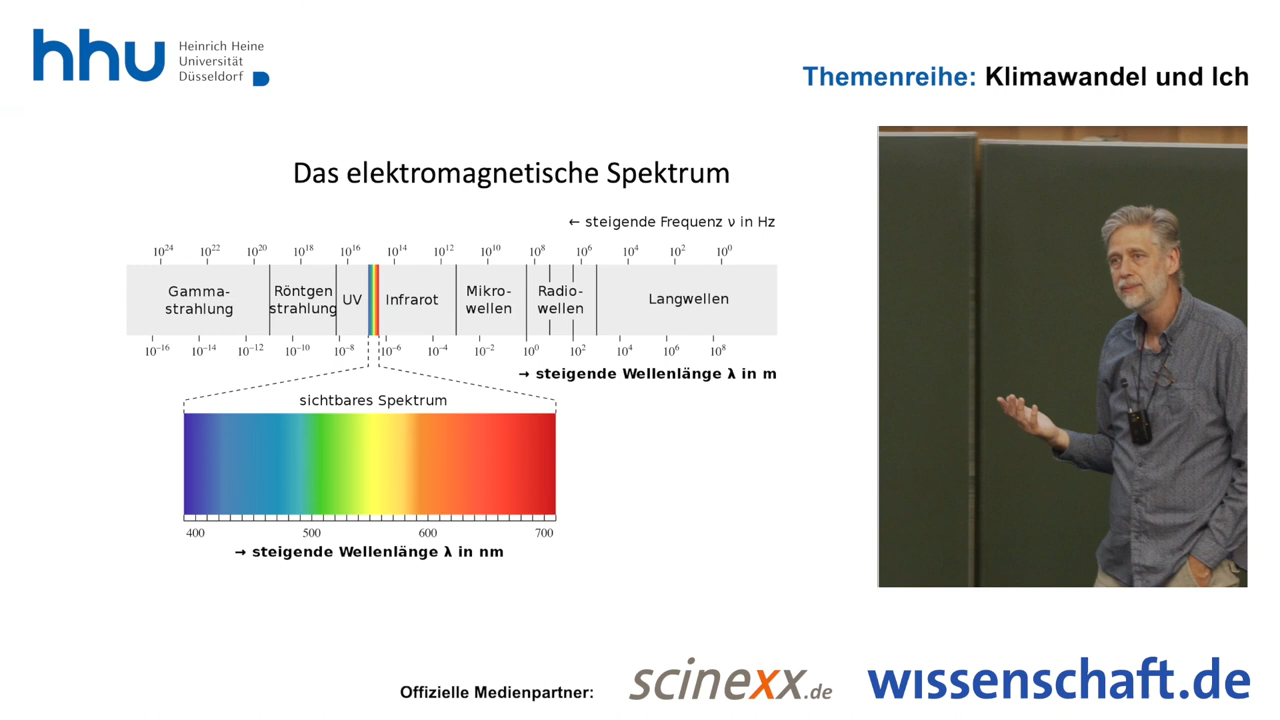 hhu
Heinrich Heine
Universität
Düsseldorf
Themenreihe: Klimawandel und Ich
Das elektromagnetische Spektrum
← steigende Frequenz ν in Hz
10²⁴ 10²² 10²⁰ 10¹⁸ 10¹⁶ 10¹⁴ 10¹² 10¹⁰ 10⁸ 10⁶ 10⁴ 10² 10⁰
Gamma-
strahlung
Röntgen
strahlung
UV
Infrarot
Mikro-
wellen
Radio-
wellen
Langwellen
10⁻¹⁶ 10⁻¹⁴ 10⁻¹² 10⁻¹⁰ 10⁻⁸ 10⁻⁶ 10⁻⁴ 10⁻² 10⁰ 10² 10⁴ 10⁶ 10⁸
→ steigende Wellenlänge λ in m
sichtbares Spektrum
400 500 600 700
→ steigende Wellenlänge λ in nm
Offizielle Medienpartner:
scinexx.de
wissenschaft.de